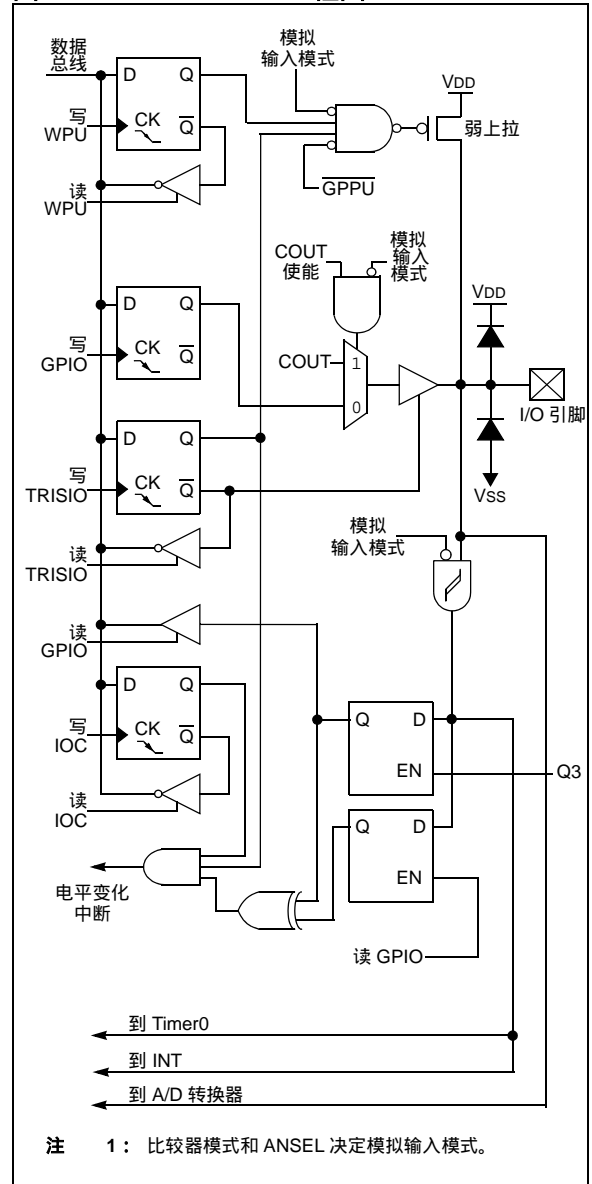 数据
总线
D
Q
写
WPU
CK
Q
读
WPU
模拟
输入模式
GPPU
VDD
弱上拉
COUT
使能
模拟
输入
模式
D
Q
写
GPIO
CK
Q
COUT
1
0
VDD
I/O 引脚
VSS
D
Q
写
TRISIO
CK
Q
读
TRISIO
模拟
输入模式
读
GPIO
D
Q
写
IOC
CK
Q
读
IOC
Q
D
EN
Q3
Q
D
EN
读 GPIO
电平变化
中断
到 Timer0
到 INT
到 A/D 转换器
注 1： 比较器模式和 ANSEL 决定模拟输入模式。